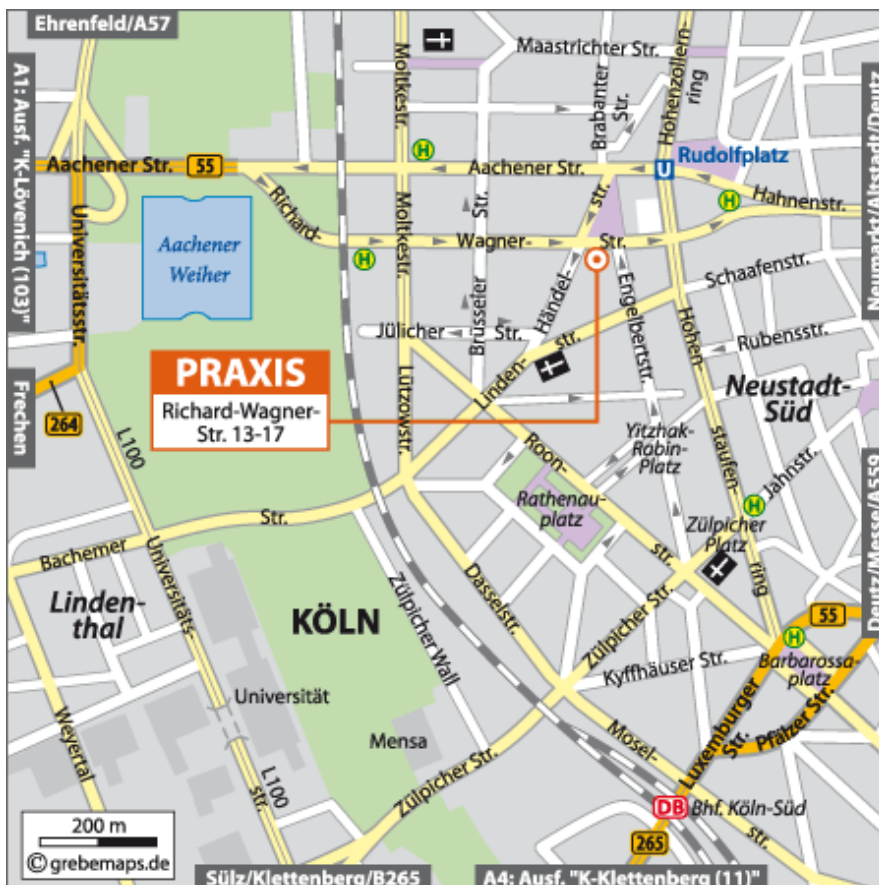 Ehrenfeld/A57
A1: Ausf. "K-Lövenich (103)"
Neumarkt/Altstadt/Deutz
Moltkestr.
Maastrichter Str.
Brabanter
Str.
Hohenzollern-
ring
H
Aachener Str.
55
Aachener Str.
U
Rudolfplatz
Hahnenstr.
H
Richard-
Wagner-
Str.
str.
Moltkestr.
H
Universitätsstr.
Aachener
Weiher
Brüsseler
Str.
Händel-
Engelbertstr.
Schaafenstr.
Hohen-
Jülicher
Str.
str.
Linden-
Rubensstr.
PRAXIS
Richard-Wagner-
Str. 13-17
Lützowstr.
Neustadt-
Süd
Frechen
264
L100
Roon-
Yitzhak-
Rabin-
Platz
staufen-
Jahnstr.
H
Rathenau-
platz
Zülpicher
Platz
Deutz/Messe/A559
Str.
Bachemer
Universitäts-
str.
ring
Linden-
thal
KÖLN
Zülpicher Wall
Dasselstr.
Zülpicher Str.
55
H
Kyffhäuser Str.
Barbarossa-
platz
Universität
Weyertal
Mensa
Luxemburger
Str.
Pfälzer Str.
Mosel-
L100
Zülpicher Str.
str.
DB
Bhf. Köln-Süd
str.
200 m
© grebemaps.de
265
Sülz/Klettenberg/B265
A4: Ausf. "K-Klettenberg (11)"